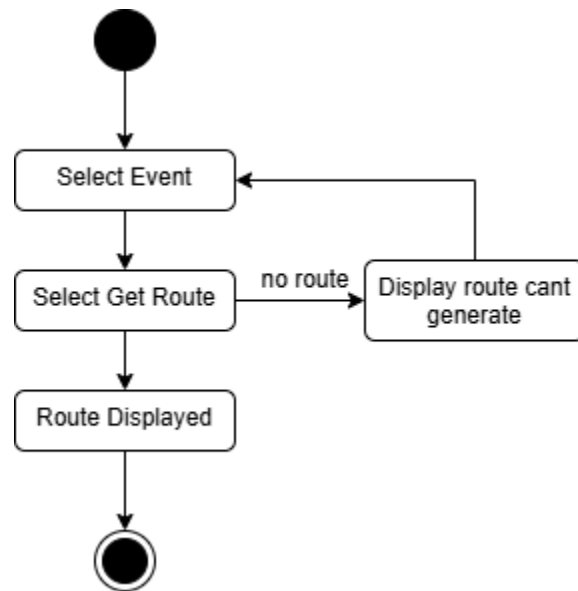 Select Event
Select Get Route
no route
Display route cant
generate
Route Displayed